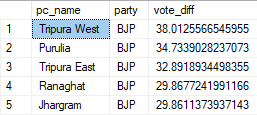 pc_name party vote_diff
1 Tripura West BJP 38.0125566545955
2 Purulia BJP 34.7339028237073
3 Tripura East BJP 32.8918934498355
4 Ranaghat BJP 29.8677241991166
5 Jhargram BJP 29.8611373937143